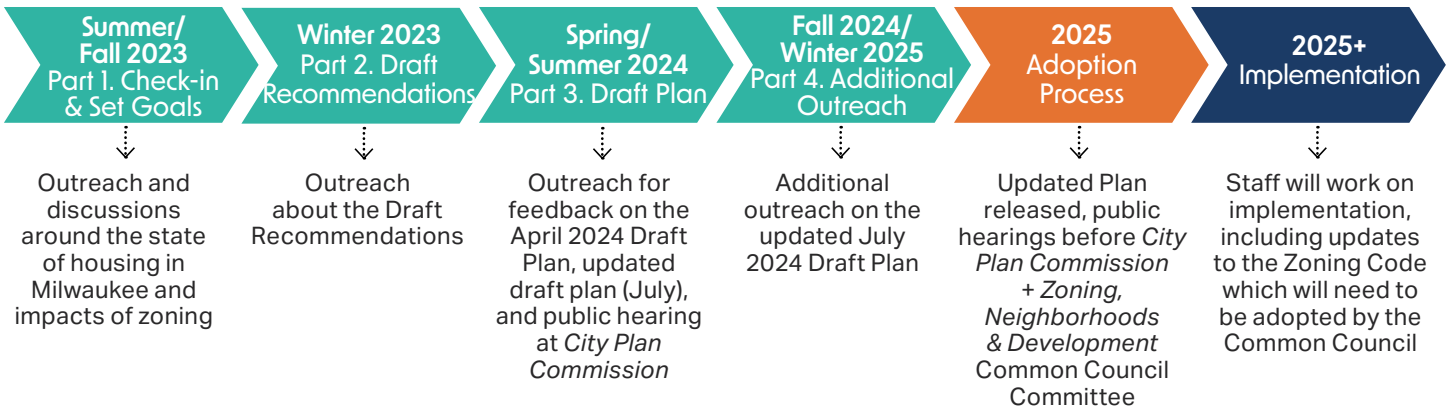 Summer/
Fall 2023
Part 1. Check-in
& Set Goals
Winter 2023
Part 2. Draft
Recommendations
Spring/
Summer 2024
Part 3. Draft Plan
Fall 2024/
Winter 2025
Part 4. Additional
Outreach
2025
Adoption
Process
2025+
Implementation
Outreach and
discussions
around the state
of housing in
Milwaukee and
impacts of zoning
Outreach
about the Draft
Recommendations
Outreach for
feedback on the
April 2024 Draft
Plan, updated
draft plan (July),
and public hearing
at City Plan
Commission
Additional
outreach on the
updated July
2024 Draft Plan
Updated Plan
released, public
hearings before City
Plan Commission
+ Zoning,
Neighborhoods
& Development
Common Council
Committee
Staff will work on
implementation,
including updates
to the Zoning Code
which will need to
be adopted by the
Common Council